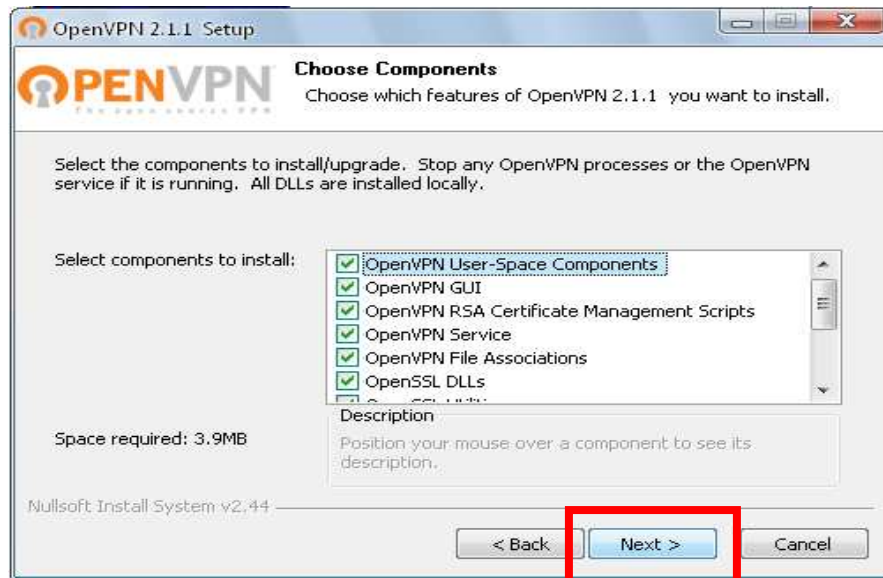 OpenVPN 2.1.1 Setup
OPENVPN
The open source VPN
Choose Components
Choose which features of OpenVPN 2.1.1 you want to install.
Select the components to install/upgrade. Stop any OpenVPN processes or the OpenVPN
service if it is running. All DLLs are installed locally.
Select components to install:
OpenVPN User-Space Components
OpenVPN GUI
OpenVPN RSA Certificate Management Scripts
OpenVPN Service
OpenVPN File Associations
OpenSSL DLLs
Space required: 3.9MB
Description
Position your mouse over a component to see its
description.
Nullsoft Install System v2.44
< Back
Next >
Cancel